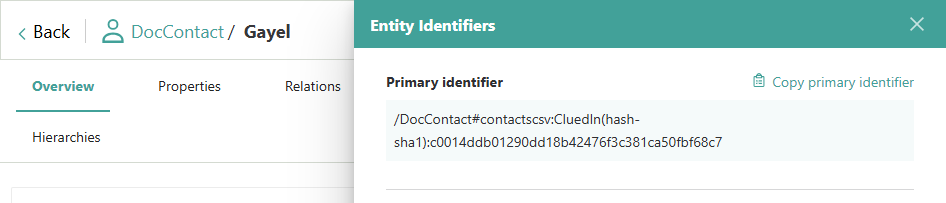 Back
DocContact / Gayel
Overview
Properties
Relations
Hierarchies
Entity Identifiers
Primary identifier
Copy primary identifier
/DocContact#contactscsv:CluedIn(hash-
sha1):c0014ddb01290dd18b42476f3c381ca50fbf68c7